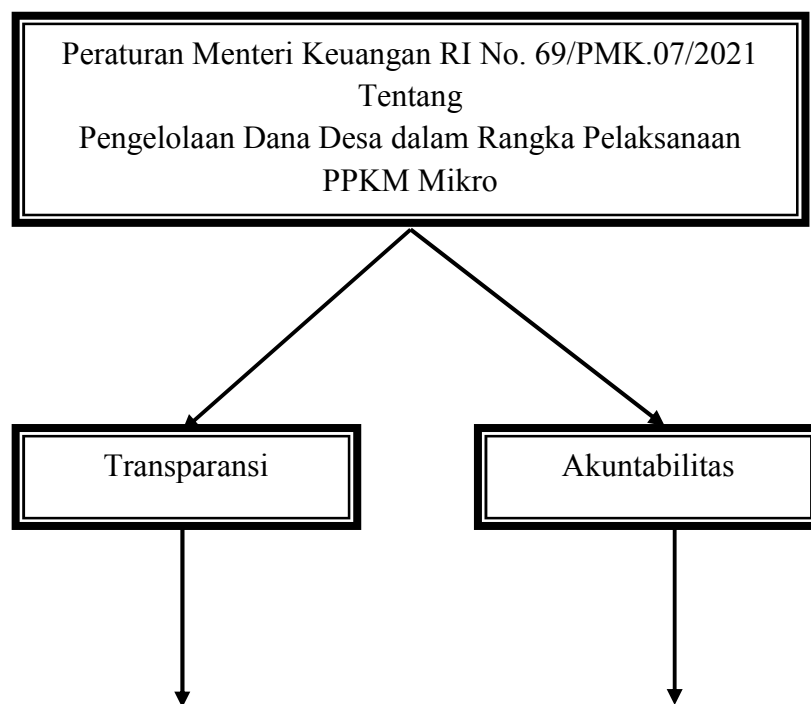 Peraturan Menteri Keuangan RI No. 69/PMK.07/2021
Tentang
Pengelolaan Dana Desa dalam Rangka Pelaksanaan
PPKM Mikro
Transparansi
Akuntabilitas